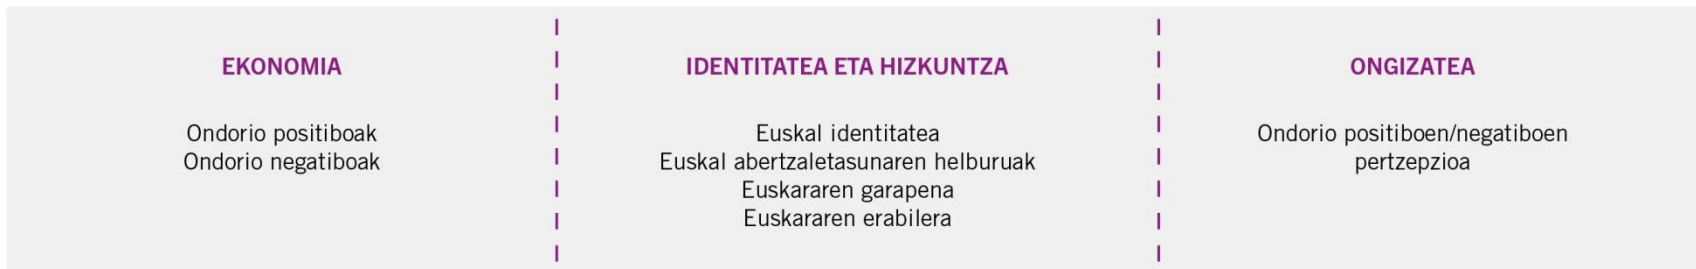 EKONOMIA
Ondorio positiboak
Ondorio negatiboak
IDENTITATEA ETA HIZKUNTZA
Euskal identitatea
Euskal abertzaletasunaren helburuak
Euskararen garapena
Euskararen erabilera
ONGIZATEA
Ondorio positiboen/negatiboen
pertzepzioa